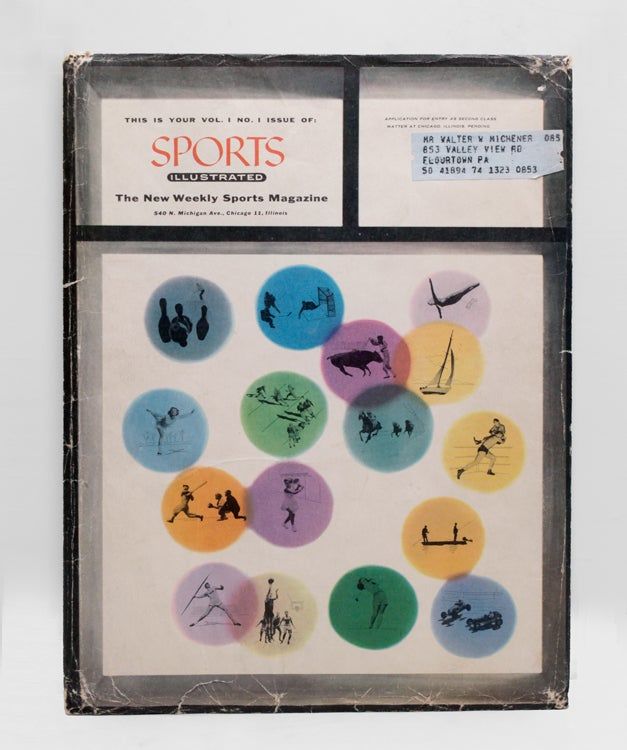 THIS IS YOUR VOL. I NO. I ISSUE OF:
SPORTS
ILLUSTRATED
The New Weekly Sports Magazine
540 N. Michigan Ave., Chicago 11, Illinois
APPLICATION FOR ENTRY AS SECOND CLASS
MATTER AT CHICAGO, ILLINOIS, PENDING.
MR WALTER W MICHENER 085
853 VALLEY VIEW RD
FLOURTOWN PA
SO 41894 74 1323 0853